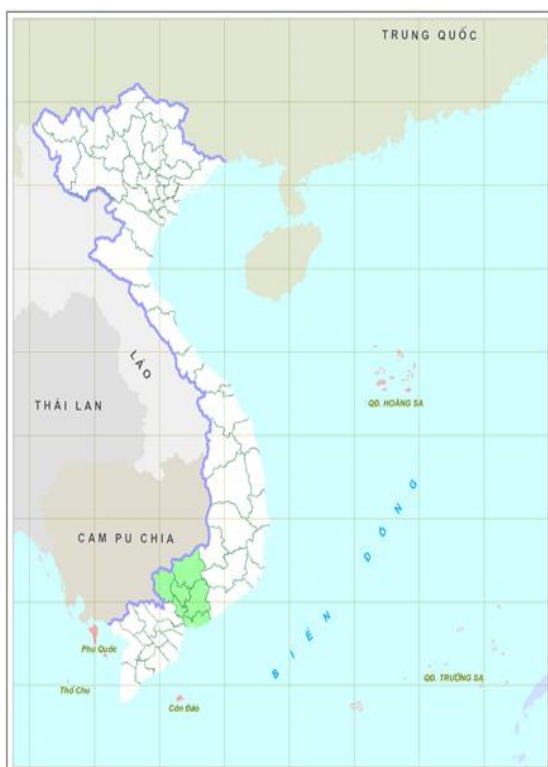 TRUNG QUỐC
LÀO
THÁI LAN
QĐ. HOÀNG SA
CAM PU CHIA
BIỂN ĐÔNG
Phú Quốc
Thổ Chu
Côn Đảo
QĐ. TRƯỜNG SA